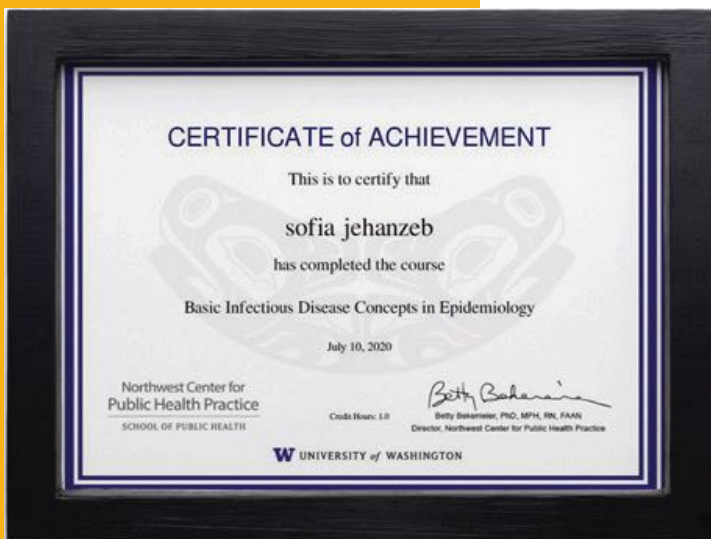 CERTIFICATE of ACHIEVEMENT
This is to certify that
sofia jehanzeb
has completed the course
Basic Infectious Disease Concepts in Epidemiology
July 10, 2020
Northwest Center for
Public Health Practice
SCHOOL OF PUBLIC HEALTH
Credit Hours: 1.0
Betty Bekemeier
Betty Bekemeier, PhD, MPH, RN, FAAN
Director, Northwest Center for Public Health Practice
W UNIVERSITY of WASHINGTON